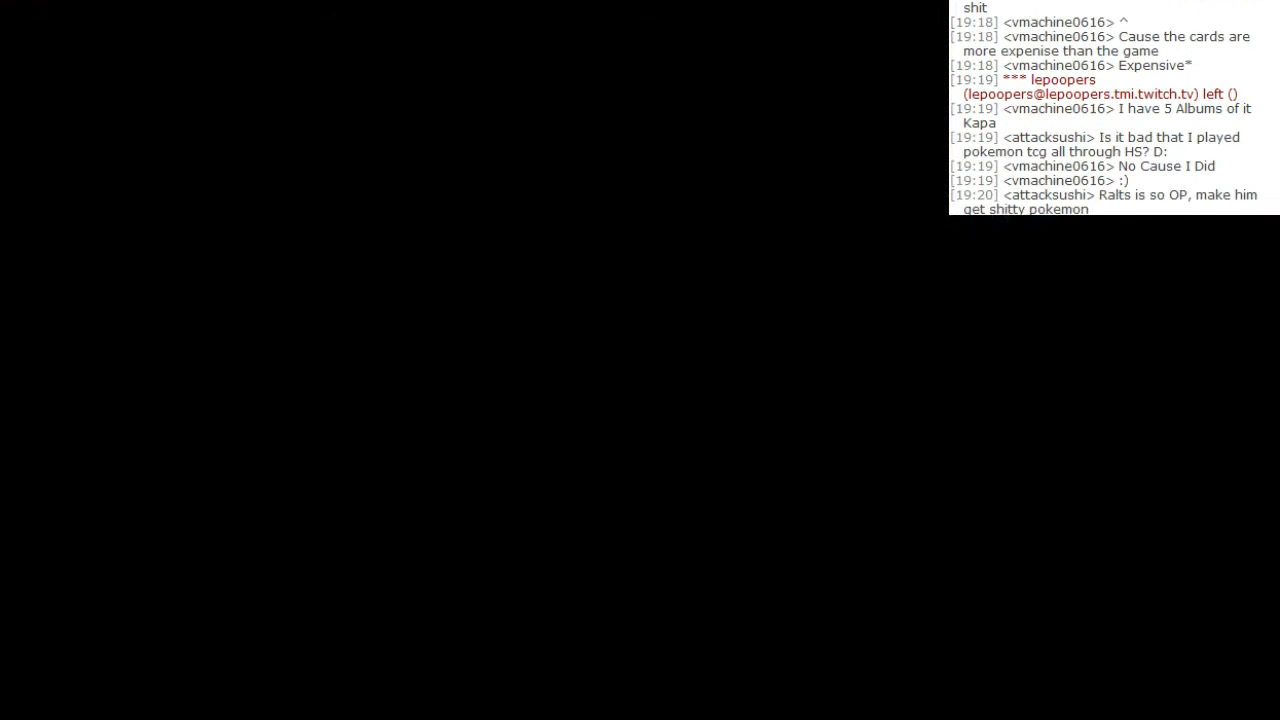 shit
[19:18] <vmachine0616> ^
[19:18] <vmachine0616> Cause the cards are
more expenise than the game
[19:18] <vmachine0616> Expensive*
[19:19] *** lepoopers
(lepoopers@lepoopers.tmi.twitch.tv) left ()
[19:19] <vmachine0616> I have 5 Albums of it
Kapa
[19:19] <attacksushi> Is it bad that I played
pokemon tcg all through HS? D:
[19:19] <vmachine0616> No Cause I Did
[19:19] <vmachine0616> :)
[19:20] <attacksushi> Ralts is so OP, make him
get shitty pokemon